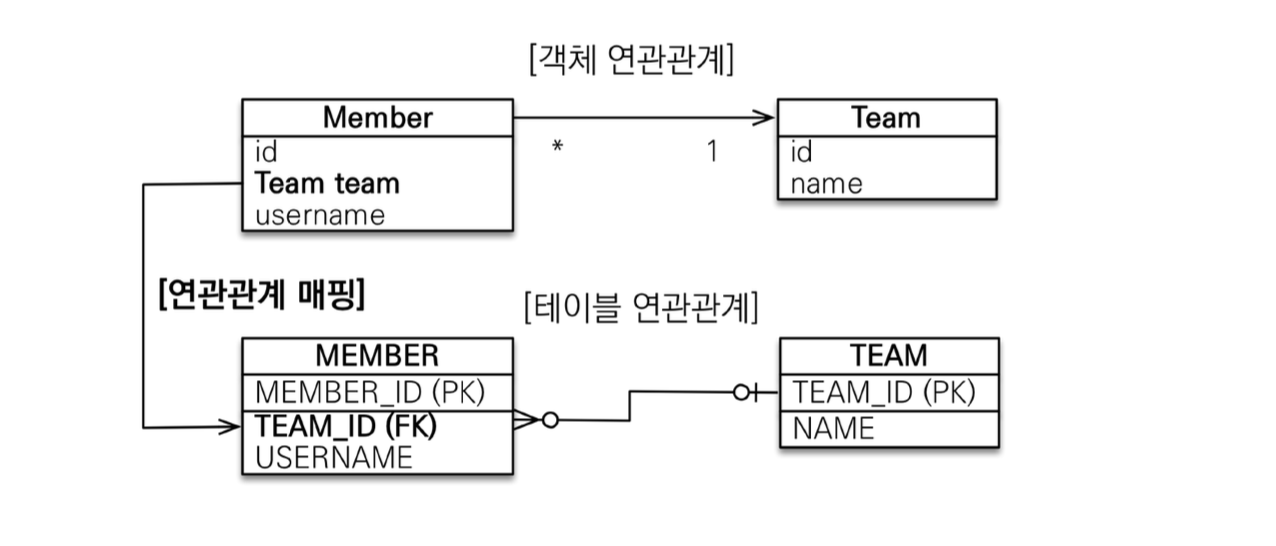 [객체 연관관계]
Member
id
Team team
username
* 1
Team
id
name
[연관관계 매핑]
[테이블 연관관계]
MEMBER
MEMBER_ID (PK)
TEAM_ID (FK)
USERNAME
TEAM
TEAM_ID (PK)
NAME